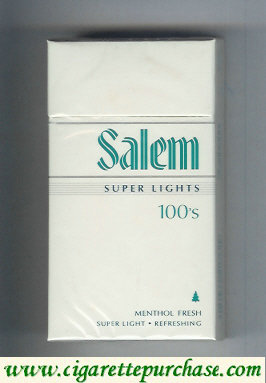 Salem
SUPER LIGHTS
100's
MENTHOL FRESH
SUPER LIGHT • REFRESHING
www.cigarettepurchase.com